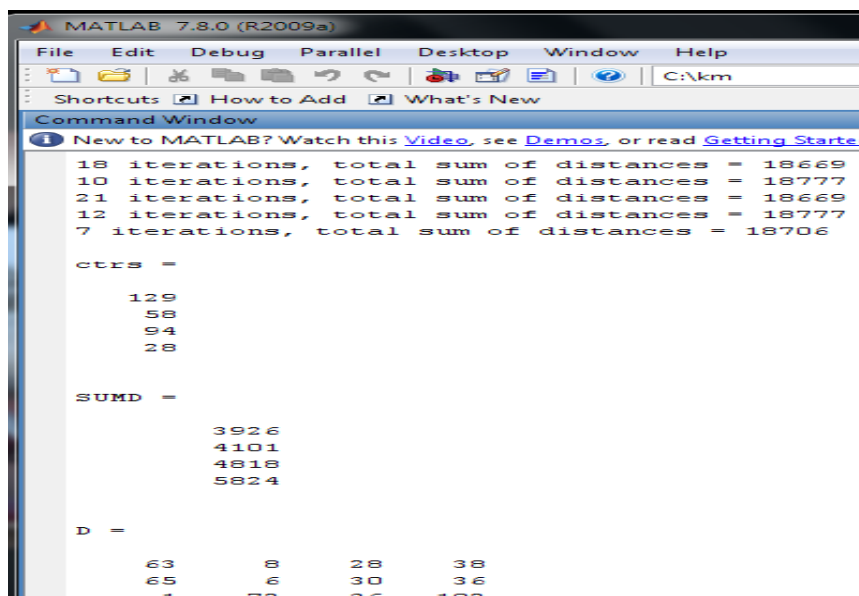 MATLAB 7.8.0 (R2009a)
File Edit Debug Parallel Desktop Window Help
C:\km
Shortcuts How to Add What's New
Command Window
New to MATLAB? Watch this Video, see Demos, or read Getting Starte
18 iterations, total sum of distances = 18669
10 iterations, total sum of distances = 18777
21 iterations, total sum of distances = 18669
12 iterations, total sum of distances = 18777
7 iterations, total sum of distances = 18706
ctrs =
129
58
94
28
SUMD =
3926
4101
4818
5824
D =
63 8 28 38
65 6 30 36